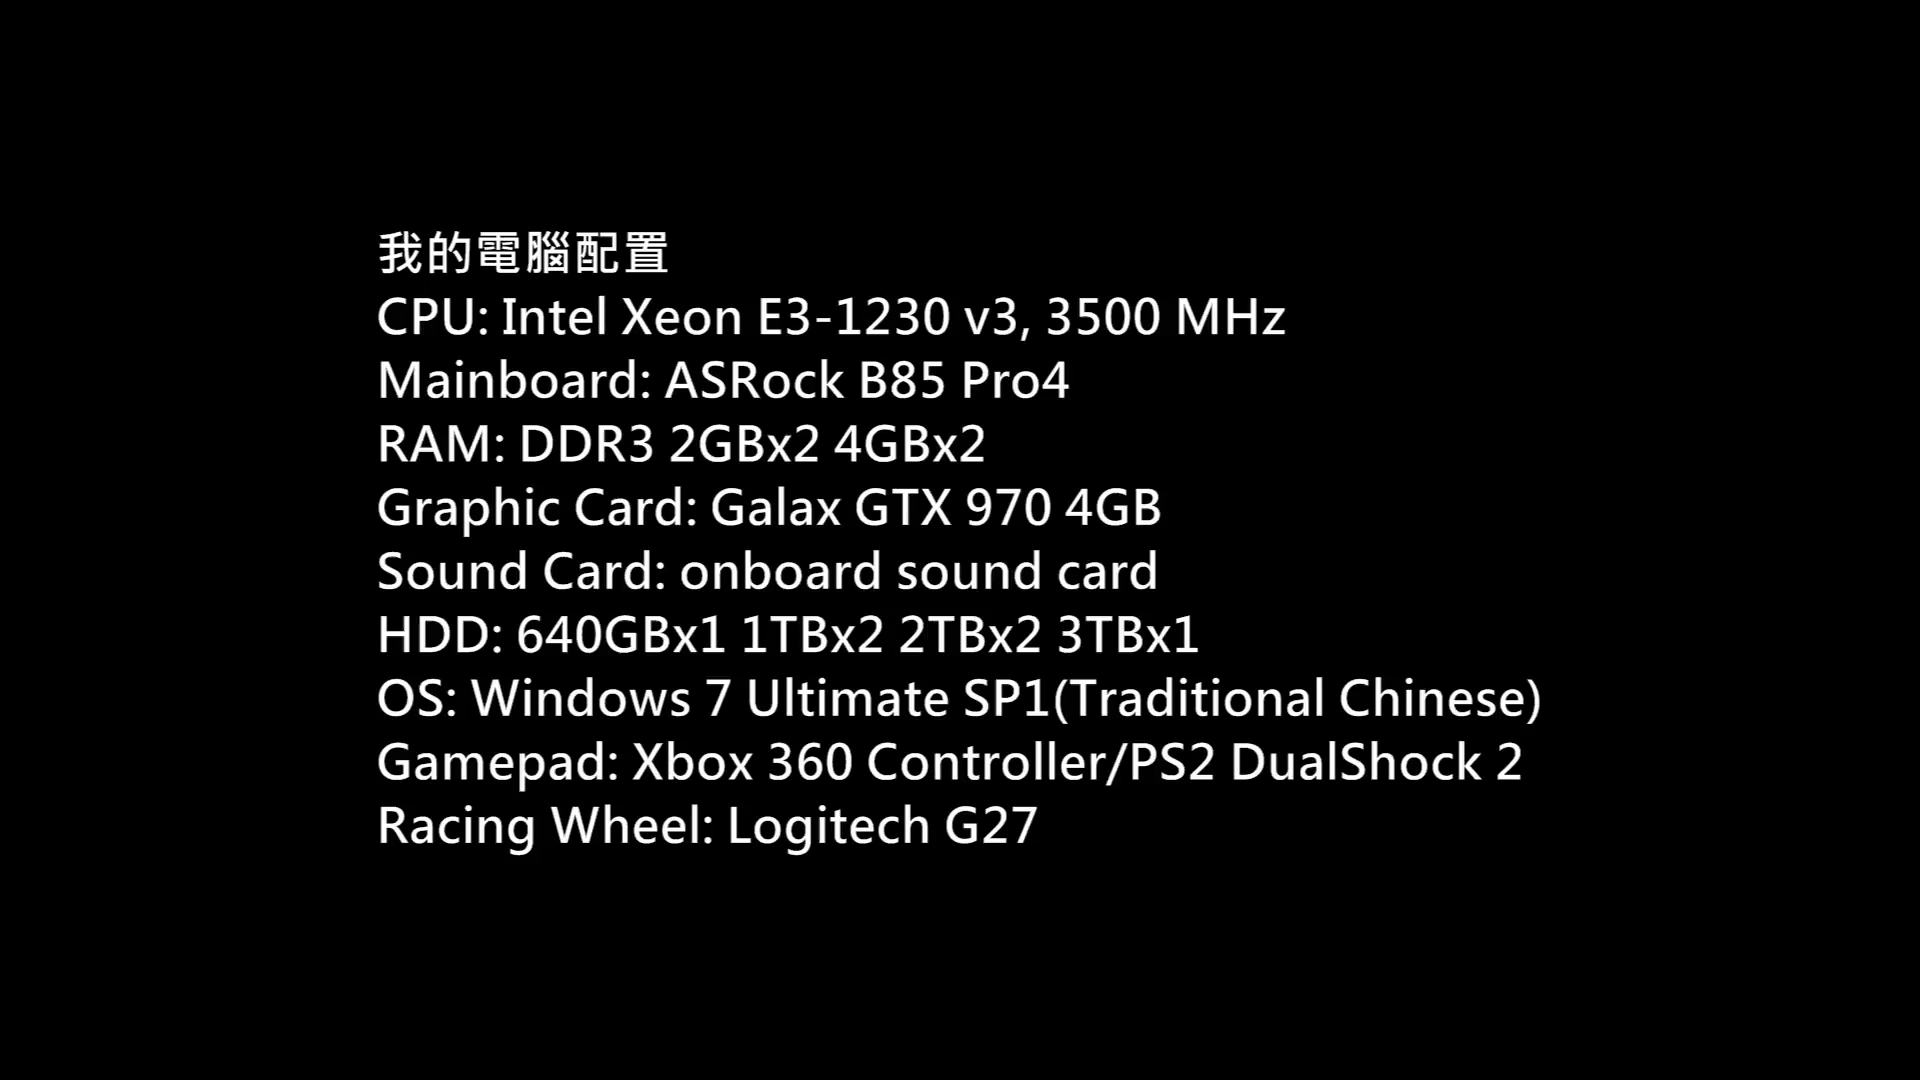 我的電腦配置
CPU: Intel Xeon E3-1230 v3, 3500 MHz
Mainboard: ASRock B85 Pro4
RAM: DDR3 2GBx2 4GBx2
Graphic Card: Galax GTX 970 4GB
Sound Card: onboard sound card
HDD: 640GBx1 1TBx2 2TBx2 3TBx1
OS: Windows 7 Ultimate SP1(Traditional Chinese)
Gamepad: Xbox 360 Controller/PS2 DualShock 2
Racing Wheel: Logitech G27